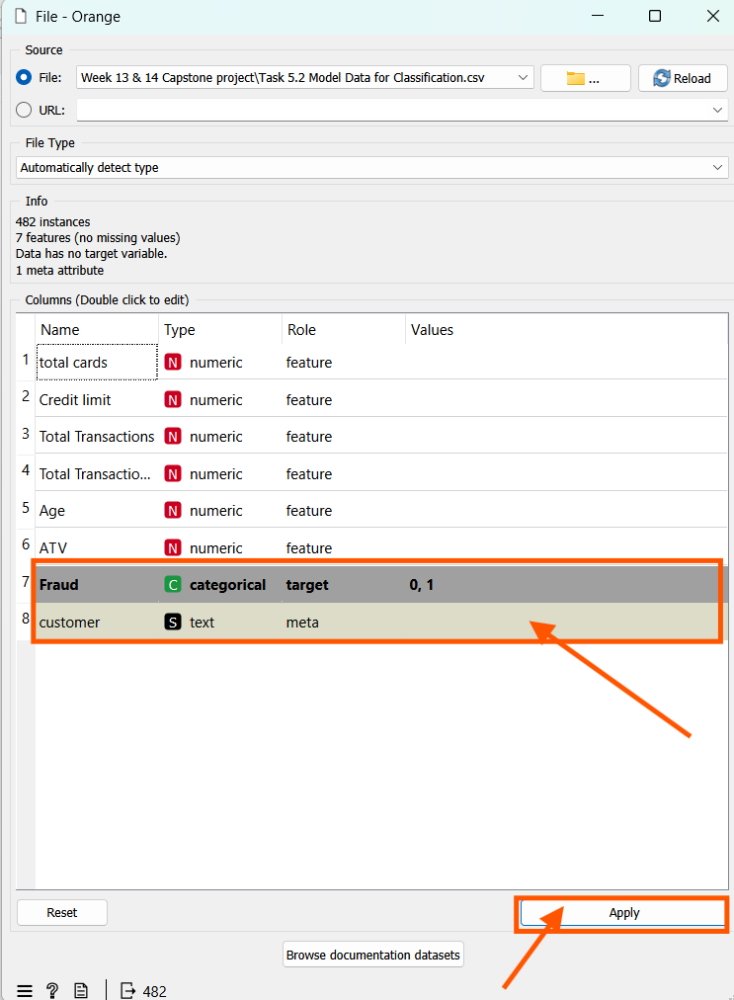 File - Orange
Source
File: Week 13 & 14 Capstone project\Task 5.2 Model Data for Classification.csv ... Reload
URL:
File Type
Automatically detect type
Info
482 instances
7 features (no missing values)
Data has no target variable.
1 meta attribute
Columns (Double click to edit)
Name Type Role Values
1 total cards N numeric feature
2 Credit limit N numeric feature
3 Total Transactions N numeric feature
4 Total Transactio... N numeric feature
5 Age N numeric feature
6 ATV N numeric feature
7 Fraud C categorical target 0, 1
8 customer S text meta
Reset Apply
Browse documentation datasets
? 482